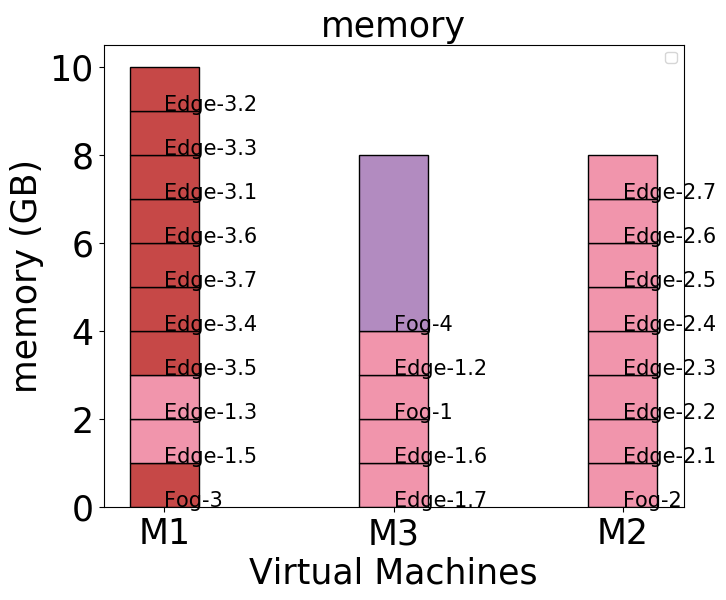 memory
memory (GB)
10
8
6
4
2
0
Edge-3.2
Edge-3.3
Edge-3.1
Edge-3.6
Edge-3.7
Edge-3.4
Edge-3.5
Edge-1.3
Edge-1.5
Fog-3
Fog-4
Edge-1.2
Fog-1
Edge-1.6
Edge-1.7
Edge-2.7
Edge-2.6
Edge-2.5
Edge-2.4
Edge-2.3
Edge-2.2
Edge-2.1
Fog-2
M1 M3 M2
Virtual Machines